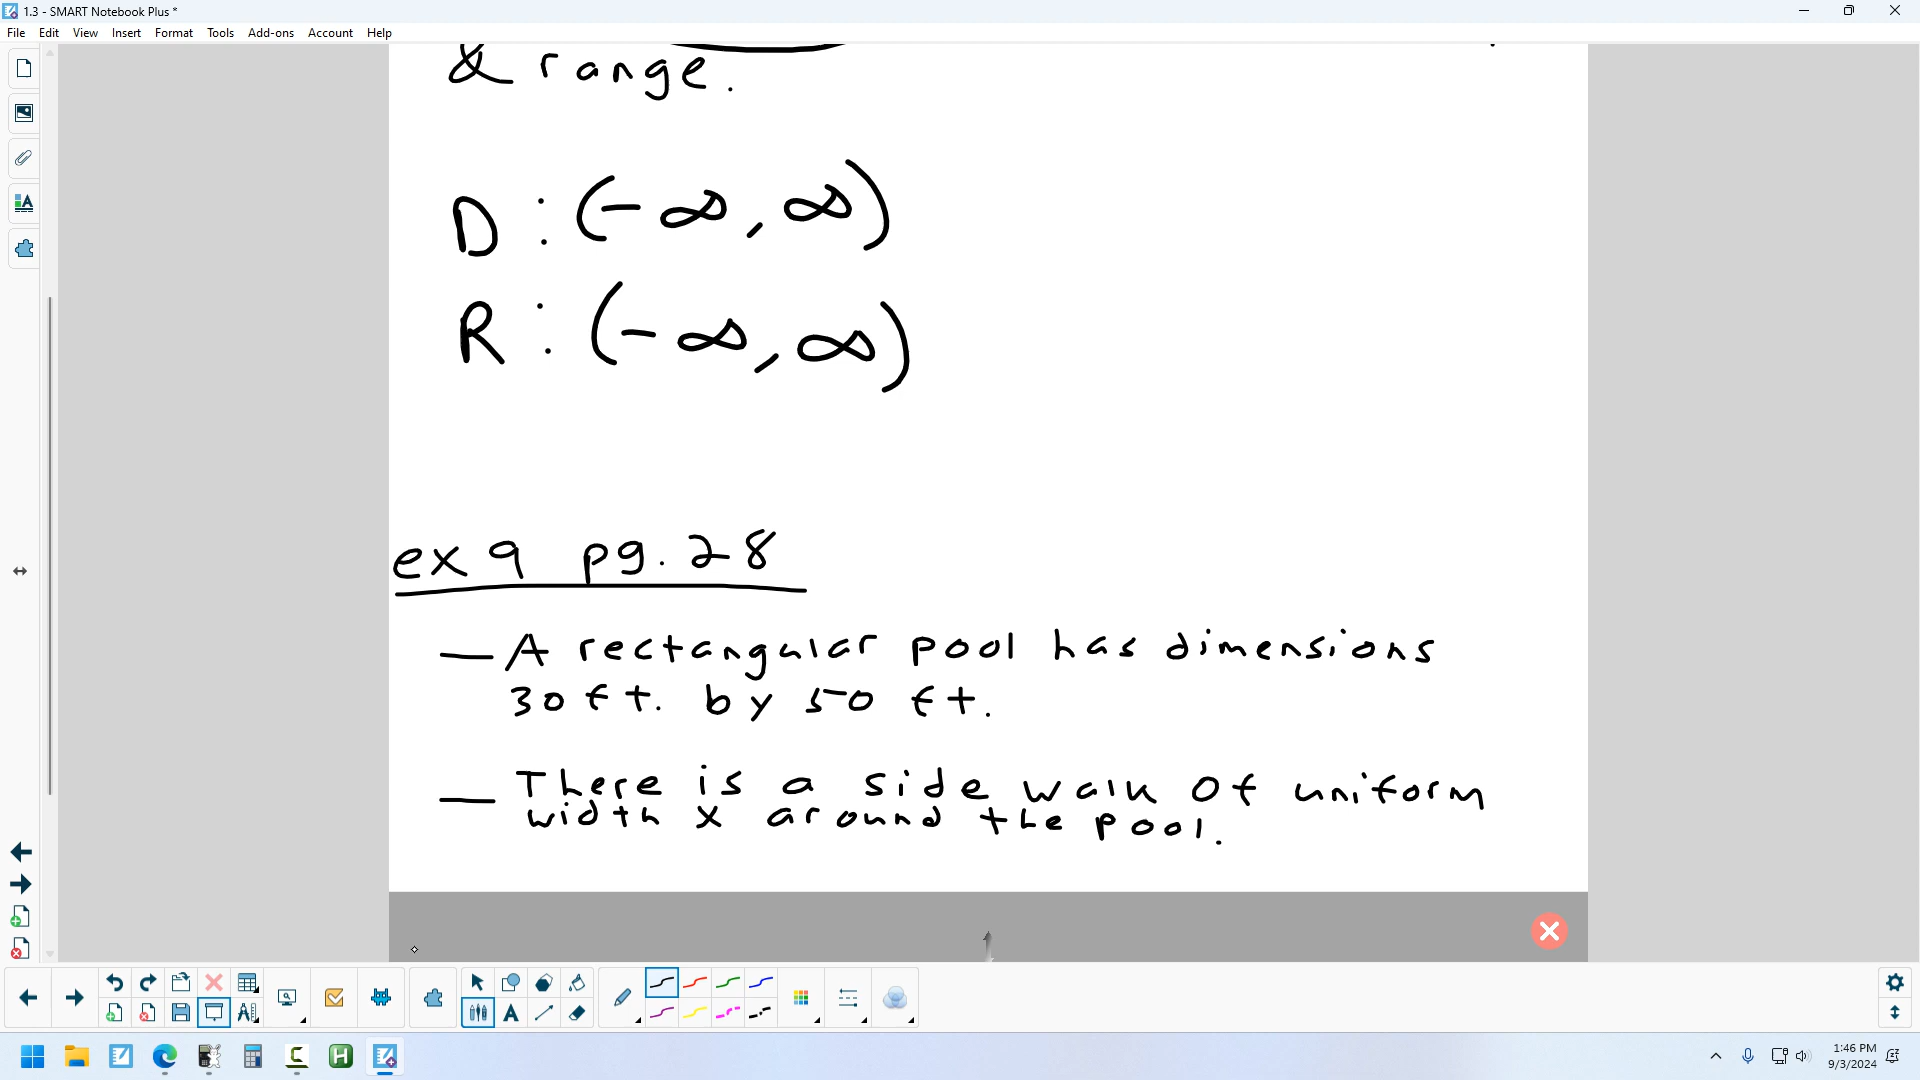 1.3 - SMART Notebook Plus *
File Edit View Insert Format Tools Add-ons Account Help
& range.
D : (-∞, ∞)
R : (-∞, ∞)
ex 9 pg. 28
— A rectangular pool has dimensions
30 ft. by 50 ft.
— There is a side walk of uniform
width x around the pool.
1:46 PM
9/3/2024